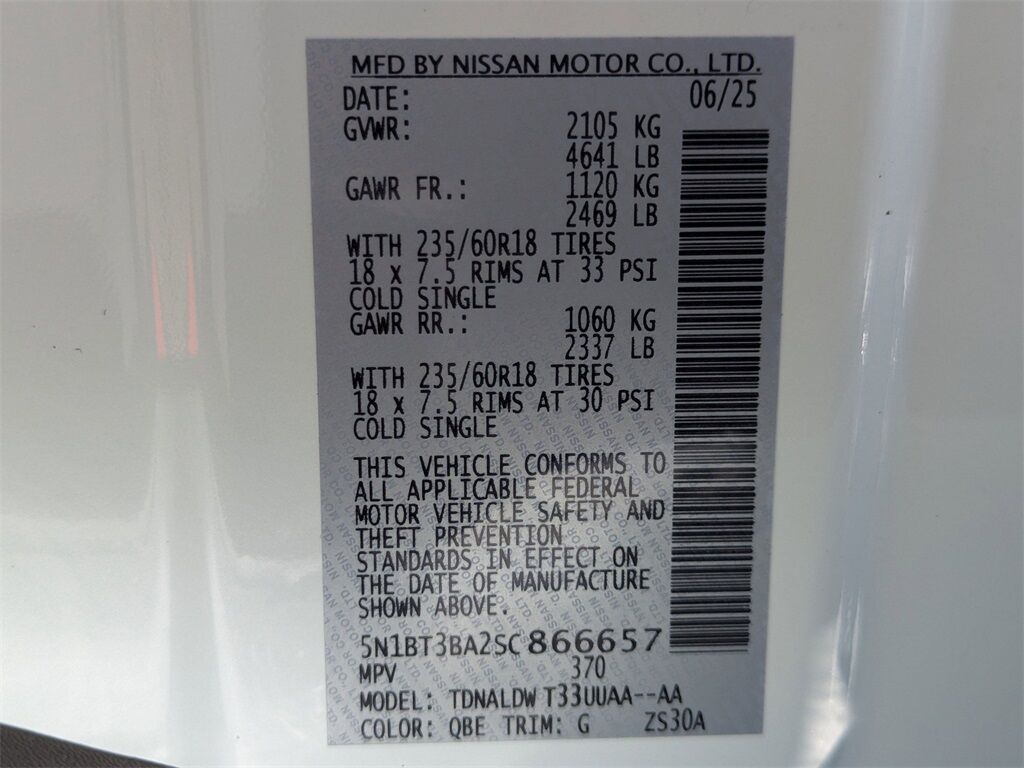 MFD BY NISSAN MOTOR CO., LTD.
DATE: 06/25
GVWR: 2105 KG
4641 LB
GAWR FR.: 1120 KG
2469 LB
WITH 235/60R18 TIRES
18 x 7.5 RIMS AT 33 PSI
COLD SINGLE
GAWR RR.: 1060 KG
2337 LB
WITH 235/60R18 TIRES
18 x 7.5 RIMS AT 30 PSI
COLD SINGLE
THIS VEHICLE CONFORMS TO
ALL APPLICABLE FEDERAL
MOTOR VEHICLE SAFETY AND
THEFT PREVENTION
STANDARDS IN EFFECT ON
THE DATE OF MANUFACTURE
SHOWN ABOVE.
5N1BT3BA2SC866657
MPV 370
MODEL: TDNALDW T33UUAA--AA
COLOR: QBE TRIM: G ZS30A